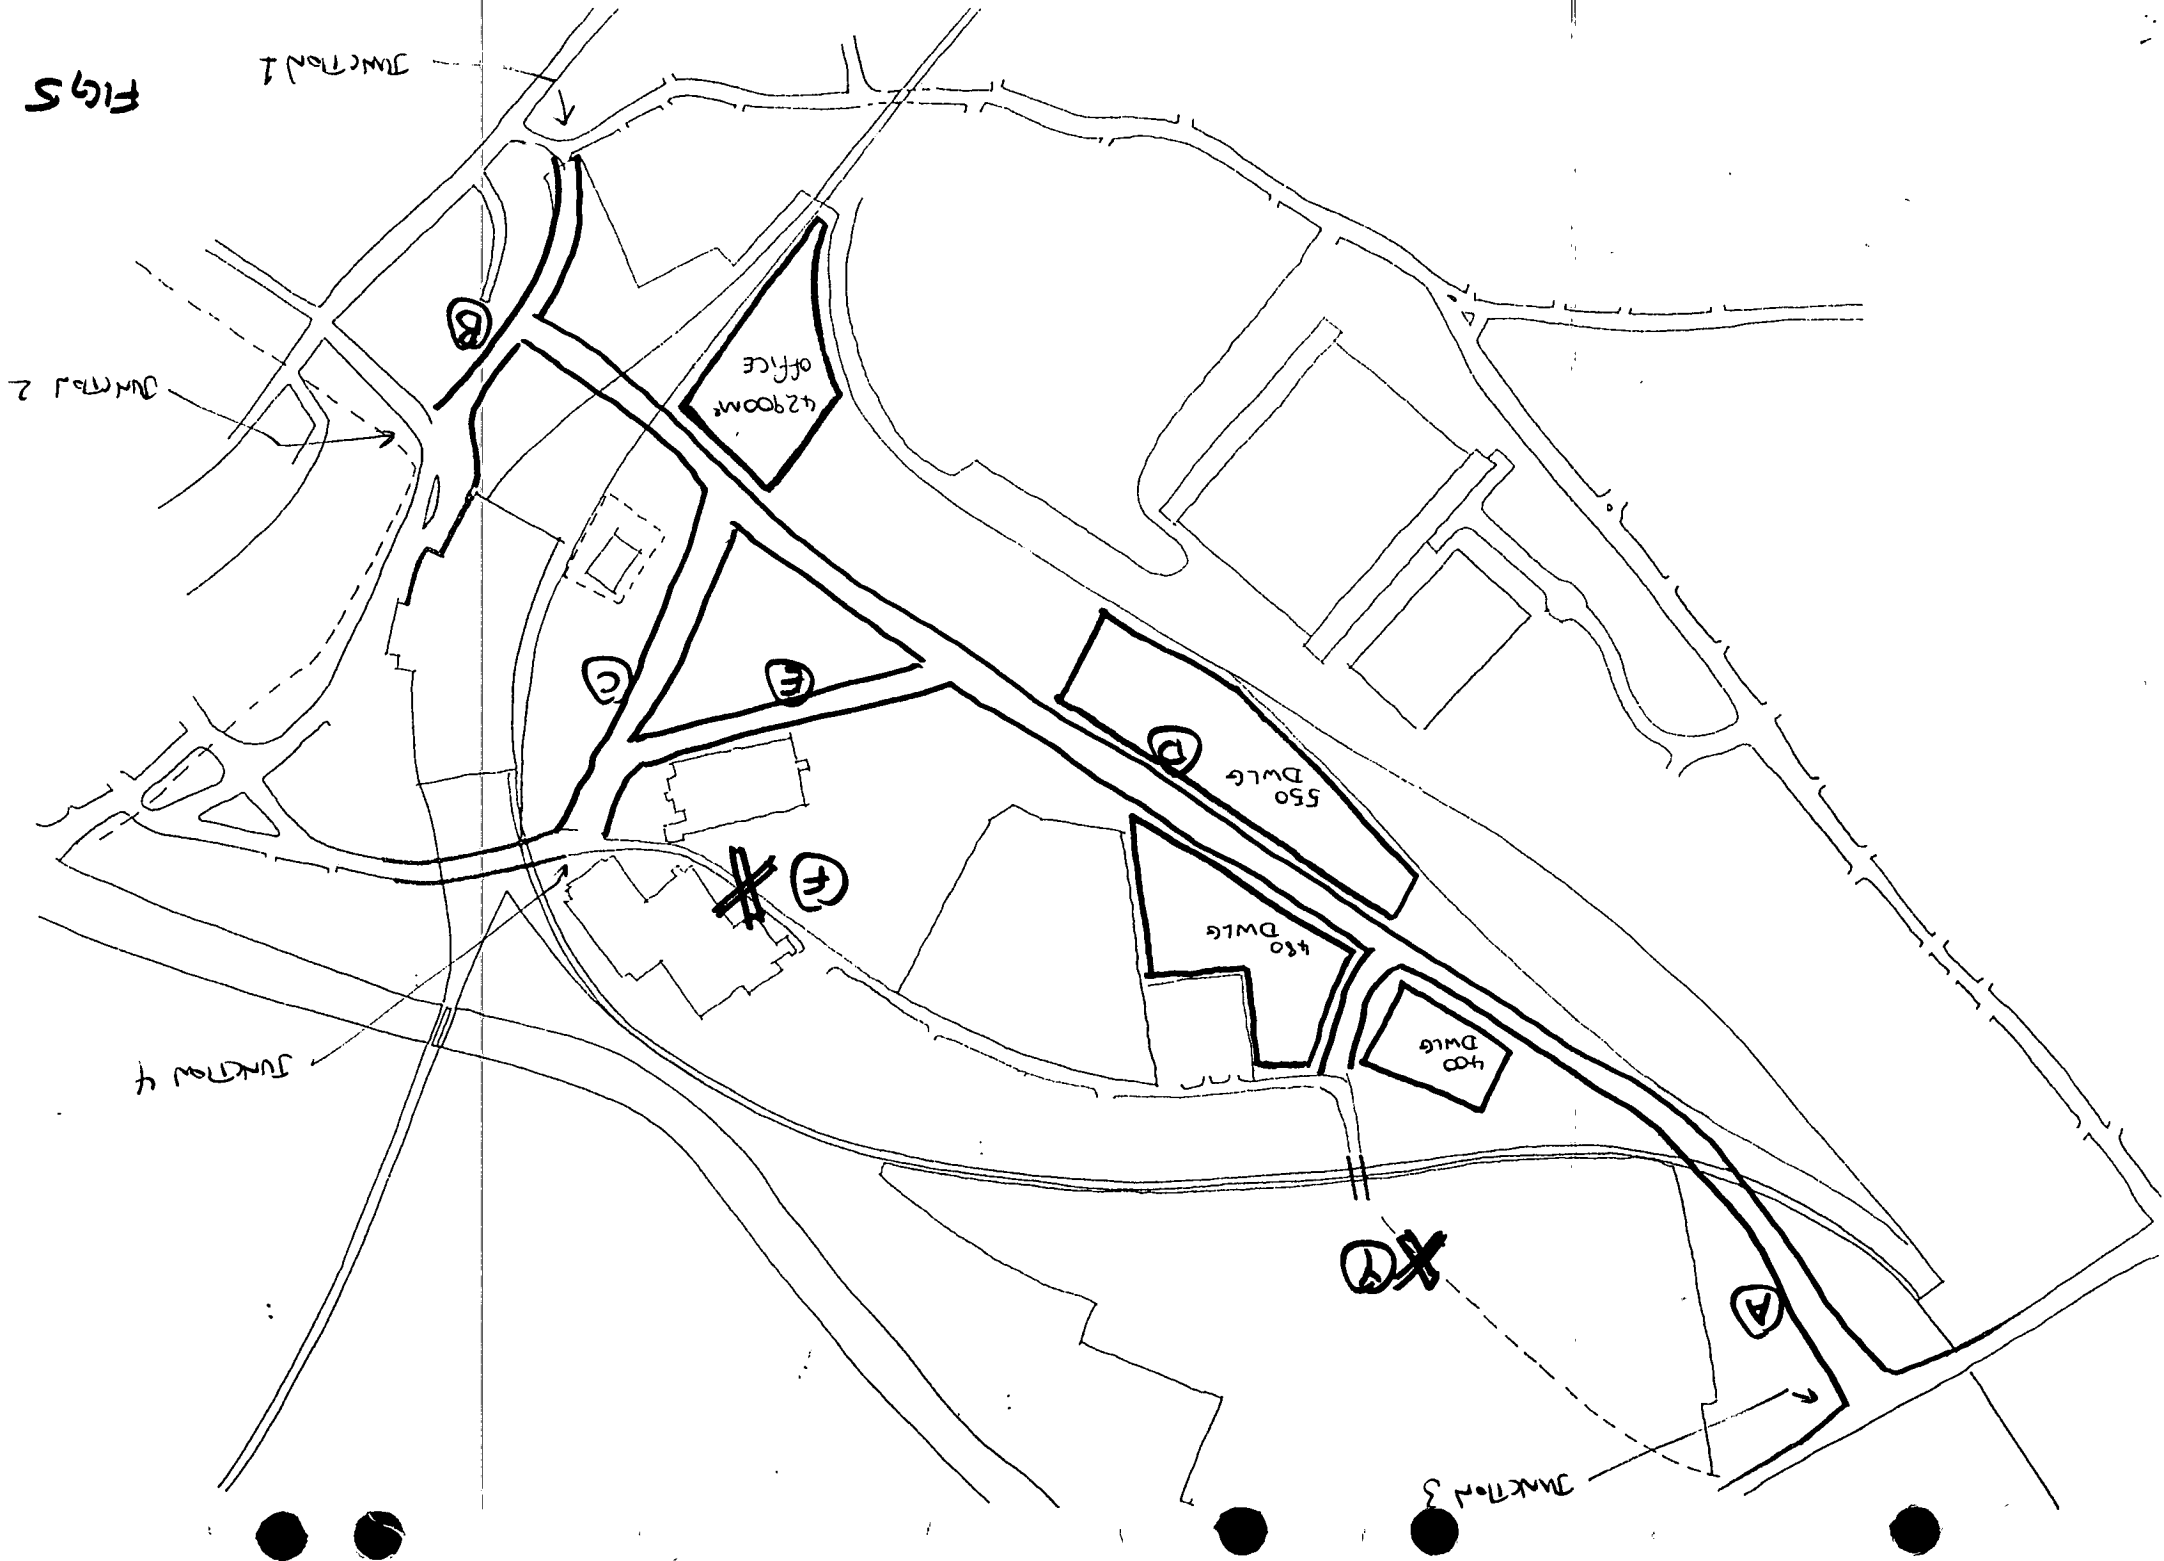 JUNCTION 3
A
Y
JUNCTION 4
400
DWLG
480
DWLG
F
550
DWLG
D
E
C
42900m²
OFFICE
JUNCTION 2
B
FIG 5
JUNCTION 1